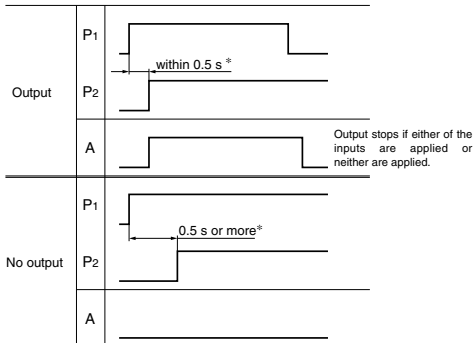 P1
within 0.5 s *
Output
P2
A
Output stops if either of the
inputs are applied or
neither are applied.
P1
0.5 s or more*
No output
P2
A